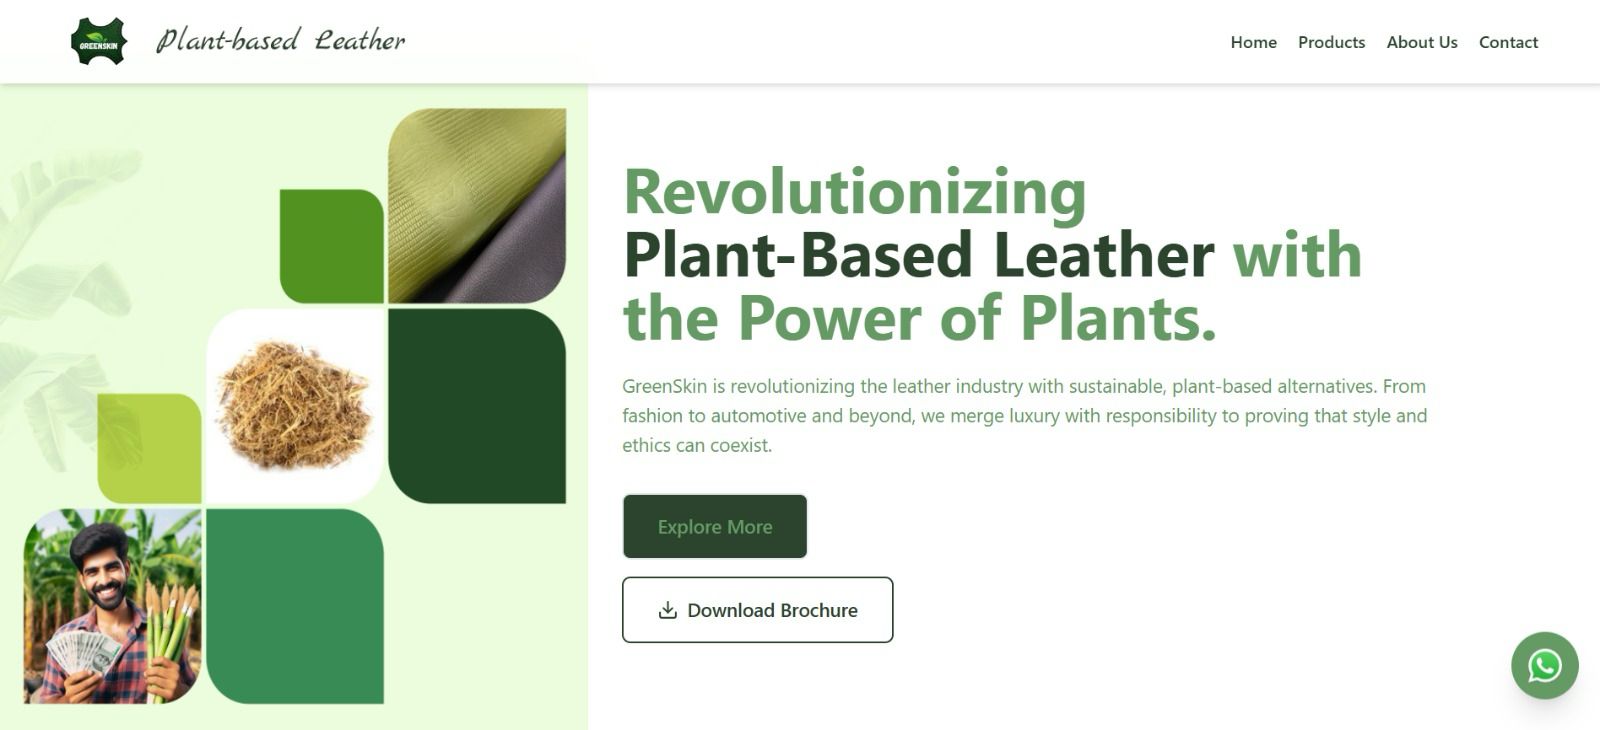 GREENSKIN
Plant-based Leather
Home Products About Us Contact
Revolutionizing
Plant-Based Leather with
the Power of Plants.
GreenSkin is revolutionizing the leather industry with sustainable, plant-based alternatives. From
fashion to automotive and beyond, we merge luxury with responsibility to proving that style and
ethics can coexist.
Explore More
Download Brochure